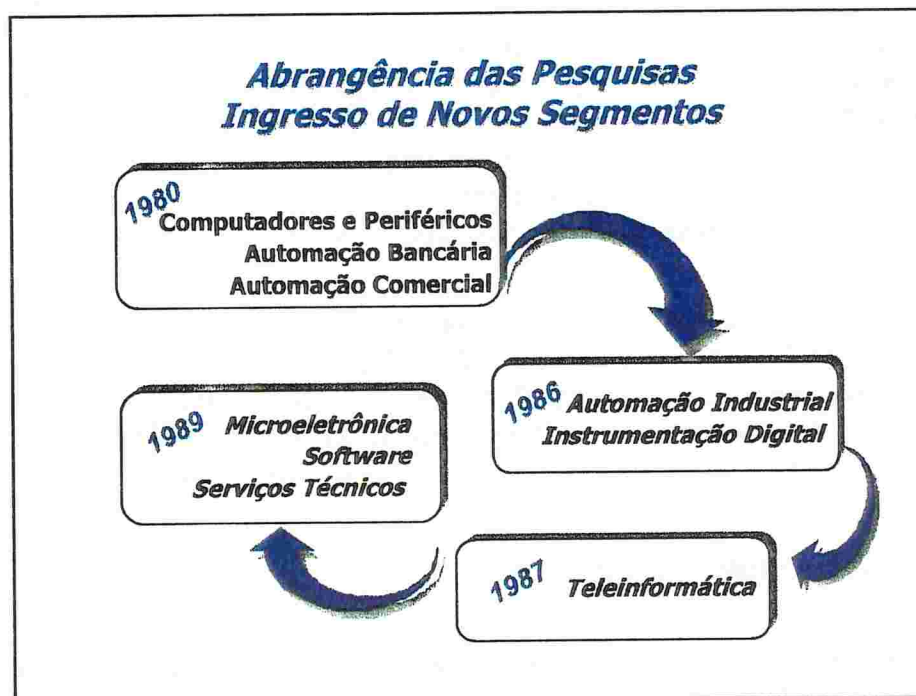 Abrangência das Pesquisas
Ingresso de Novos Segmentos
1980
Computadores e Periféricos
Automação Bancária
Automação Comercial
1986
Automação Industrial
Instrumentação Digital
1987
Teleinformática
1989
Microeletrônica
Software
Serviços Técnicos